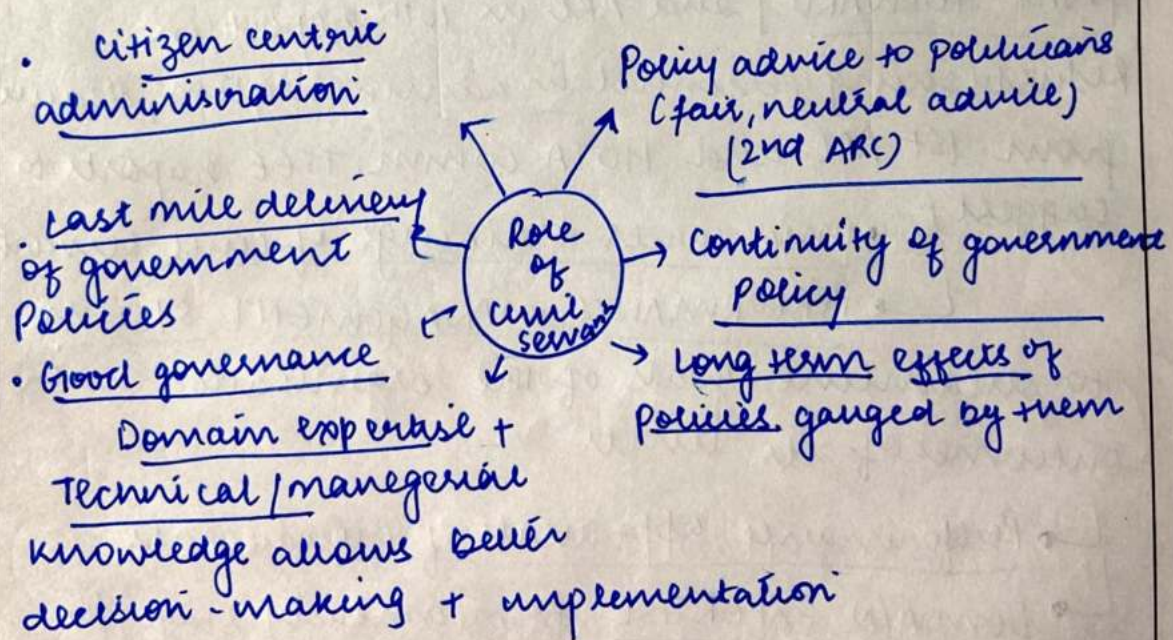 • citizen centric
administration
Policy advice to politicians
(fair, neutral advice)
(2nd ARC)
• Last mile delivery
of government
Policies
Role
of
civil
servant
Continuity of government
policy
• Good governance
Long term effects of
policies gauged by them
Domain expertise +
Technical / manegerial
knowledge allows better
decision-making + implementation